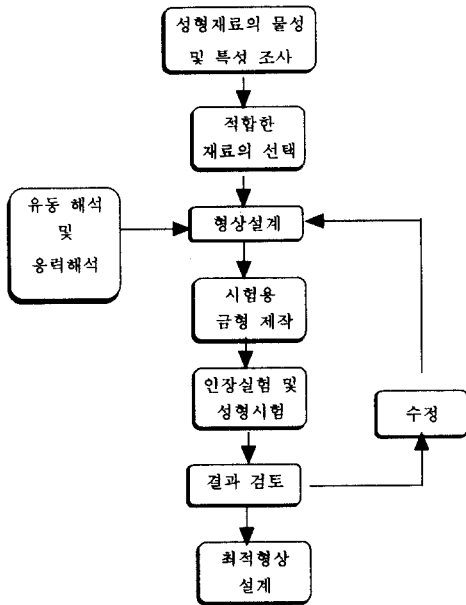 성형재료의 물성
및 특성 조사
적합한
재료의 선택
유동 해석
및
응력해석
형상설계
시험용
금형 제작
인장실험 및
성형시험
수정
결과 검토
최적형상
설계